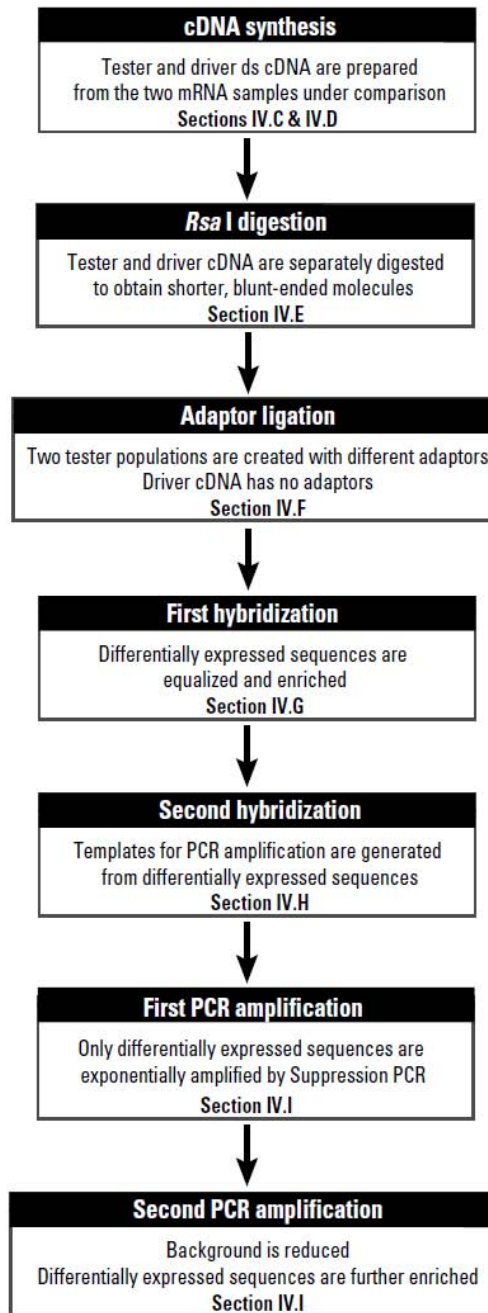 cDNA synthesis
Tester and driver ds cDNA are prepared
from the two mRNA samples under comparison
Sections IV.C & IV.D
Rsa I digestion
Tester and driver cDNA are separately digested
to obtain shorter, blunt-ended molecules
Section IV.E
Adaptor ligation
Two tester populations are created with different adaptors
Driver cDNA has no adaptors
Section IV.F
First hybridization
Differentially expressed sequences are
equalized and enriched
Section IV.G
Second hybridization
Templates for PCR amplification are generated
from differentially expressed sequences
Section IV.H
First PCR amplification
Only differentially expressed sequences are
exponentially amplified by Suppression PCR
Section IV.I
Second PCR amplification
Background is reduced
Differentially expressed sequences are further enriched
Section IV.I